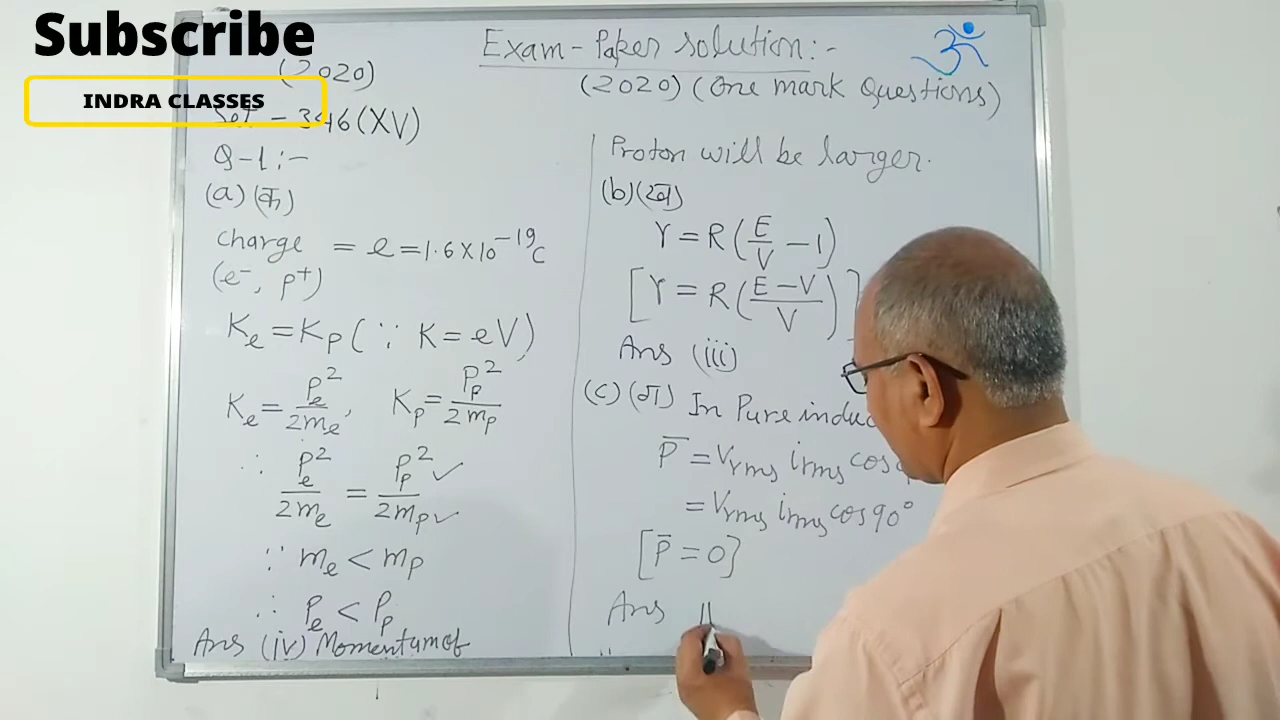 Subscribe
INDRA CLASSES
Exam - Paper solution:-
ॐ
(2020) (One mark Questions)
(2020)
Set - 346 (XV)
Q-1:-
(a) (क)
charge = e = 1.6 X 10⁻¹⁹ C
(e⁻, p⁺)
Kₑ = Kₚ ( ∵ K = eV )
Kₑ = Pₑ²/2mₑ, Kₚ = Pₚ²/2mₚ
∴ Pₑ²/2mₑ = Pₚ²/2mₚ
∵ mₑ < mₚ
∴ Pₑ < Pₚ
Ans (iv) Momentum of
Proton will be larger.
(b) (ख)
r = R (E/V − 1)
[ r = R ( (E − V)/V ) ]
Ans (iii)
(c) (ग) In Pure induc
P̅ = Vrms irms cos
= Vrms irms cos 90°
[ P̅ = 0 ]
Ans